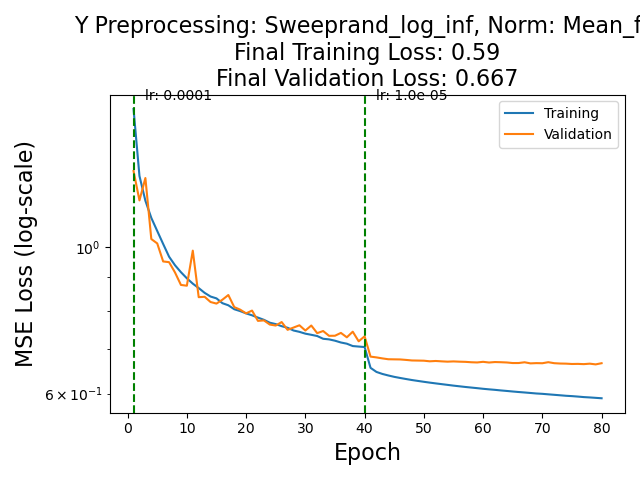 Y Preprocessing: Sweeprand_log_inf, Norm: Mean_f
Final Training Loss: 0.59
Final Validation Loss: 0.667
lr: 0.0001
lr: 1.0e-05
Training
Validation
MSE Loss (log-scale)
10⁰
6 × 10⁻¹
0 10 20 30 40 50 60 70 80
Epoch